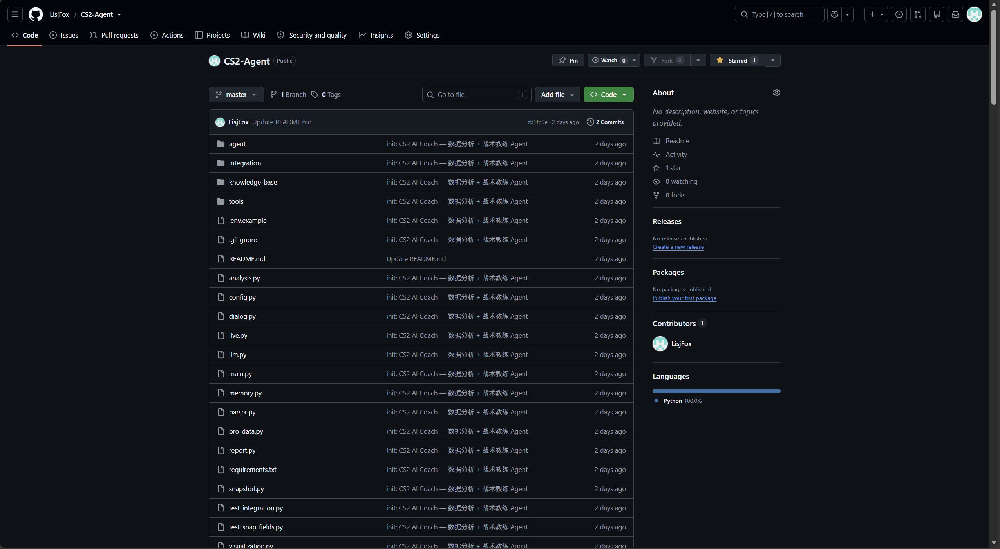 LisjFox / CS2-Agent
Type / to search
Code Issues Pull requests Actions Projects Wiki Security and quality Insights Settings
CS2-Agent Public
Pin Watch 0 Fork 0 Starred 1
master 1 Branch 0 Tags
Go to file T Add file Code
LisjFox Update README.md cb1fb9e · 2 days ago 2 Commits
agent init: CS2 AI Coach — 数据分析 + 战术教练 Agent 2 days ago
integration init: CS2 AI Coach — 数据分析 + 战术教练 Agent 2 days ago
knowledge_base init: CS2 AI Coach — 数据分析 + 战术教练 Agent 2 days ago
tools init: CS2 AI Coach — 数据分析 + 战术教练 Agent 2 days ago
.env.example init: CS2 AI Coach — 数据分析 + 战术教练 Agent 2 days ago
.gitignore init: CS2 AI Coach — 数据分析 + 战术教练 Agent 2 days ago
README.md Update README.md 2 days ago
analysis.py init: CS2 AI Coach — 数据分析 + 战术教练 Agent 2 days ago
config.py init: CS2 AI Coach — 数据分析 + 战术教练 Agent 2 days ago
dialog.py init: CS2 AI Coach — 数据分析 + 战术教练 Agent 2 days ago
live.py init: CS2 AI Coach — 数据分析 + 战术教练 Agent 2 days ago
llm.py init: CS2 AI Coach — 数据分析 + 战术教练 Agent 2 days ago
main.py init: CS2 AI Coach — 数据分析 + 战术教练 Agent 2 days ago
memory.py init: CS2 AI Coach — 数据分析 + 战术教练 Agent 2 days ago
parser.py init: CS2 AI Coach — 数据分析 + 战术教练 Agent 2 days ago
pro_data.py init: CS2 AI Coach — 数据分析 + 战术教练 Agent 2 days ago
report.py init: CS2 AI Coach — 数据分析 + 战术教练 Agent 2 days ago
requirements.txt init: CS2 AI Coach — 数据分析 + 战术教练 Agent 2 days ago
snapshot.py init: CS2 AI Coach — 数据分析 + 战术教练 Agent 2 days ago
test_integration.py init: CS2 AI Coach — 数据分析 + 战术教练 Agent 2 days ago
test_snap_fields.py init: CS2 AI Coach — 数据分析 + 战术教练 Agent 2 days ago
visualization.py init: CS2 AI Coach — 数据分析 + 战术教练 Agent 2 days ago
About
No description, website, or topics
provided.
Readme
Activity
1 star
0 watching
0 forks
Releases
No releases published
Create a new release
Packages
No packages published
Publish your first package
Contributors 1
LisjFox
Languages
Python 100.0%